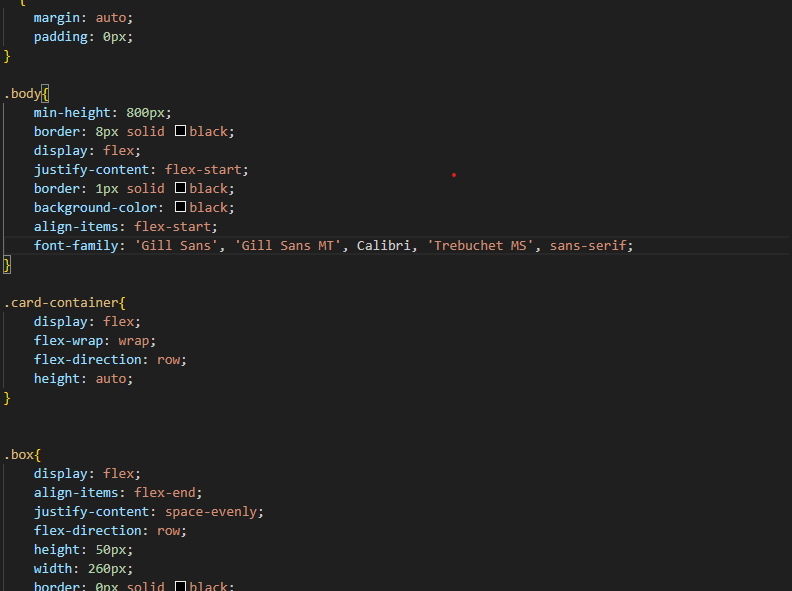 {
margin: auto;
padding: 0px;
}
.body{
min-height: 800px;
border: 8px solid black;
display: flex;
justify-content: flex-start;
border: 1px solid black;
background-color: black;
align-items: flex-start;
font-family: 'Gill Sans', 'Gill Sans MT', Calibri, 'Trebuchet MS', sans-serif;
}
.card-container{
display: flex;
flex-wrap: wrap;
flex-direction: row;
height: auto;
}
.box{
display: flex;
align-items: flex-end;
justify-content: space-evenly;
flex-direction: row;
height: 50px;
width: 260px;
border: 0px solid black;